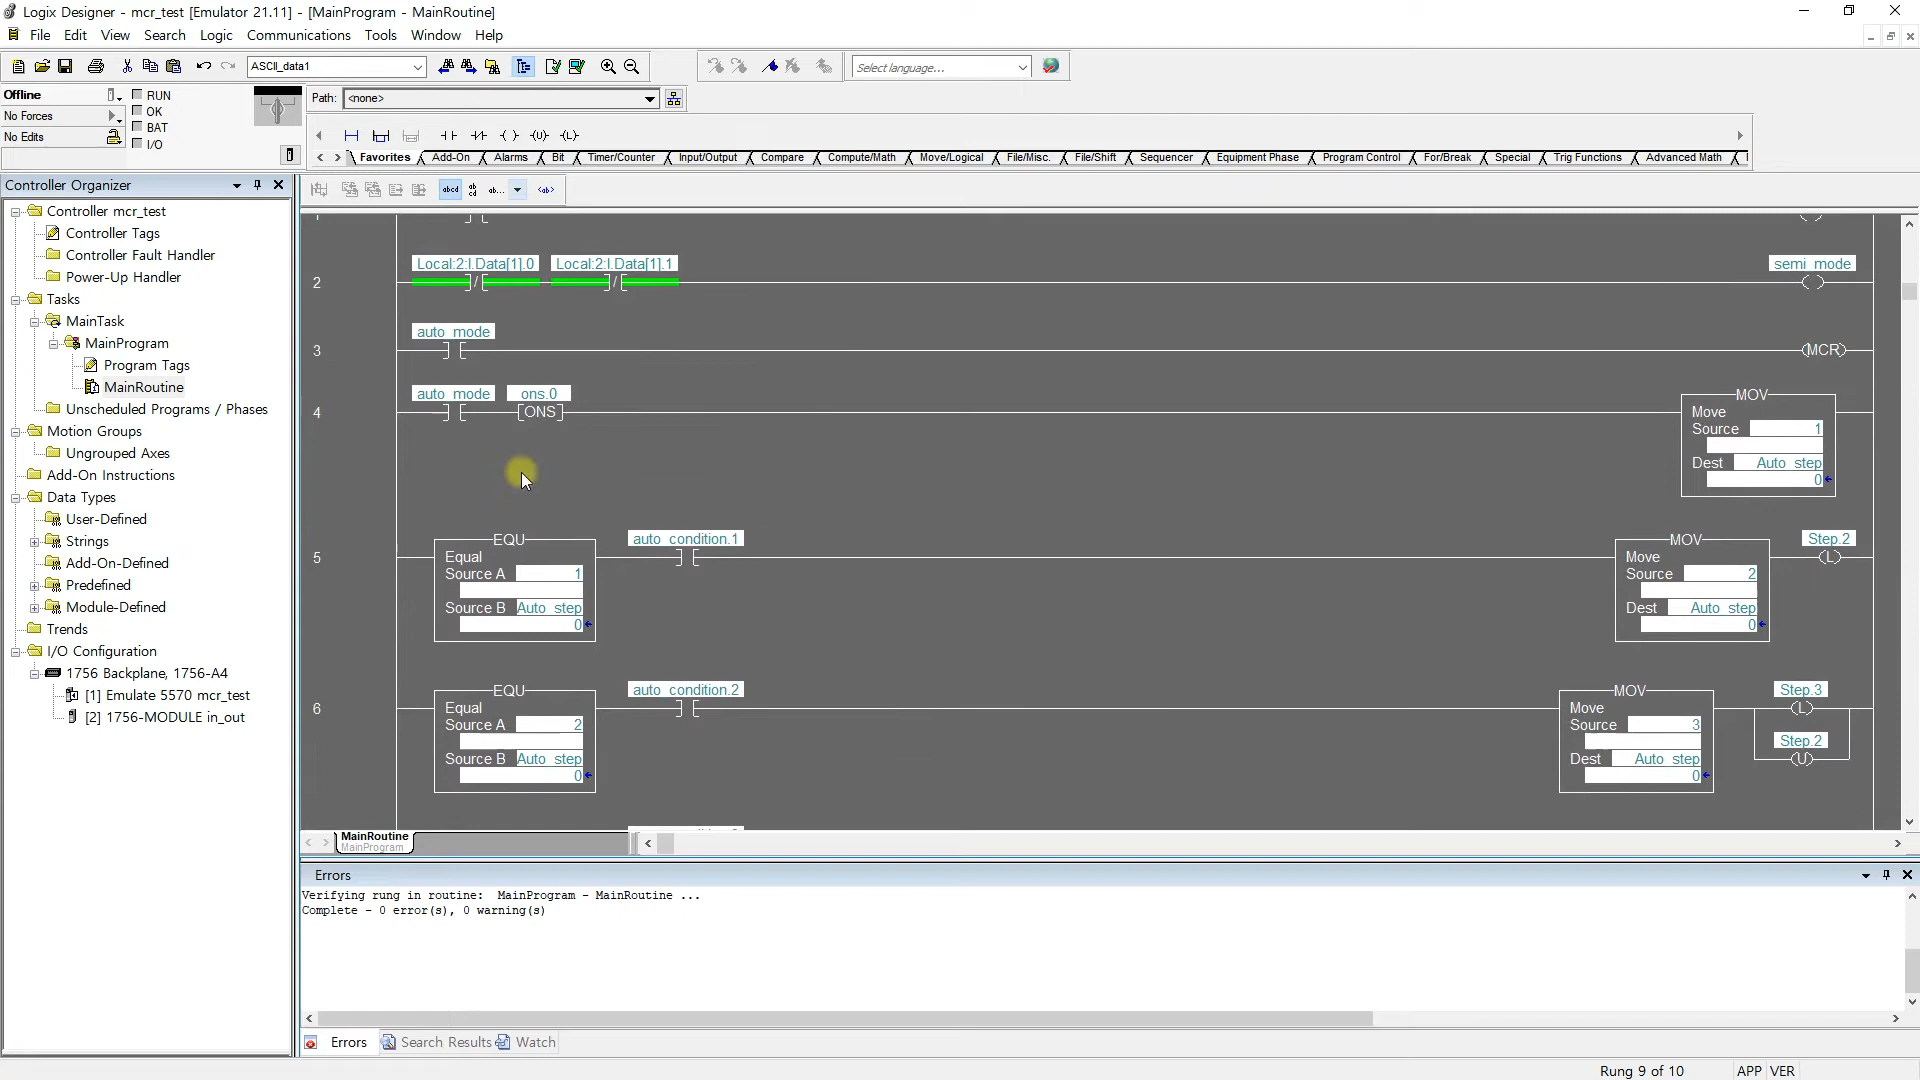 Logix Designer - mcr_test [Emulator 21.11] - [MainProgram - MainRoutine]
File Edit View Search Logic Communications Tools Window Help
ASCII_data1 Select language...
Offline RUN Path: <none>
No Forces OK
No Edits BAT
I/O
Favorites Add-On Alarms Bit Timer/Counter Input/Output Compare Compute/Math Move/Logical File/Misc. File/Shift Sequencer Equipment Phase Program Control For/Break Special Trig Functions Advanced Math
Controller Organizer
Controller mcr_test
Controller Tags
Controller Fault Handler
Power-Up Handler
Tasks
MainTask
MainProgram
Program Tags
MainRoutine
Unscheduled Programs / Phases
Motion Groups
Ungrouped Axes
Add-On Instructions
Data Types
User-Defined
Strings
Add-On-Defined
Predefined
Module-Defined
Trends
I/O Configuration
1756 Backplane, 1756-A4
[1] Emulate 5570 mcr_test
[2] 1756-MODULE in_out
Local:2:I.Data[1].0 Local:2:I.Data[1].1 semi_mode
2
auto_mode
3 MCR
auto_mode ons.0 MOV
4 ONS Move
Source 1
Dest Auto_step
0
EQU auto_condition.1 MOV Step.2
5 Equal Move L
Source A 1 Source 2
Source B Auto_step Dest Auto_step
0 0
EQU auto_condition.2 MOV Step.3
6 Equal Move L
Source A 2 Source 3
Step.2
Source B Auto_step Dest Auto_step U
0 0
MainRoutine
MainProgram
Errors
Verifying rung in routine: MainProgram - MainRoutine ...
Complete - 0 error(s), 0 warning(s)
Errors Search Results Watch
Rung 9 of 10 APP VER